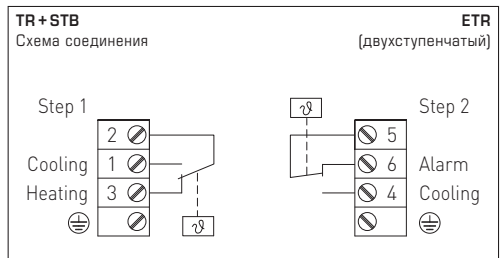 TR+STB ETR
Схема соединения (двухступенчатый)
Step 1 ϑ Step 2
2 5
Cooling 1 6 Alarm
Heating 3 4 Cooling
ϑ